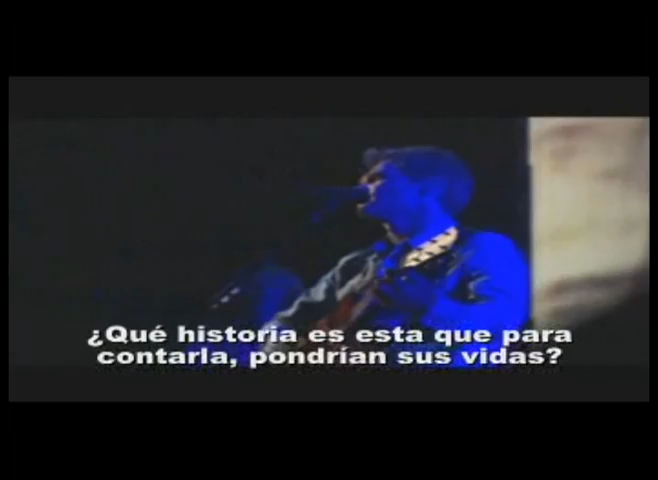 ¿Qué historia es esta que para
contarla, pondrían sus vidas?